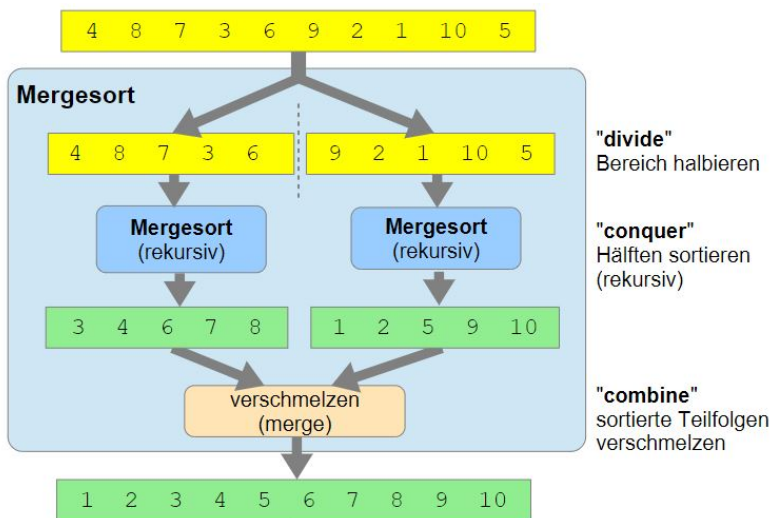 4 8 7 3 6 9 2 1 10 5
Mergesort
4 8 7 3 6
9 2 1 10 5
"divide"
Bereich halbieren
Mergesort
(rekursiv)
Mergesort
(rekursiv)
"conquer"
Hälften sortieren
(rekursiv)
3 4 6 7 8
1 2 5 9 10
verschmelzen
(merge)
"combine"
sortierte Teilfolgen
verschmelzen
1 2 3 4 5 6 7 8 9 10